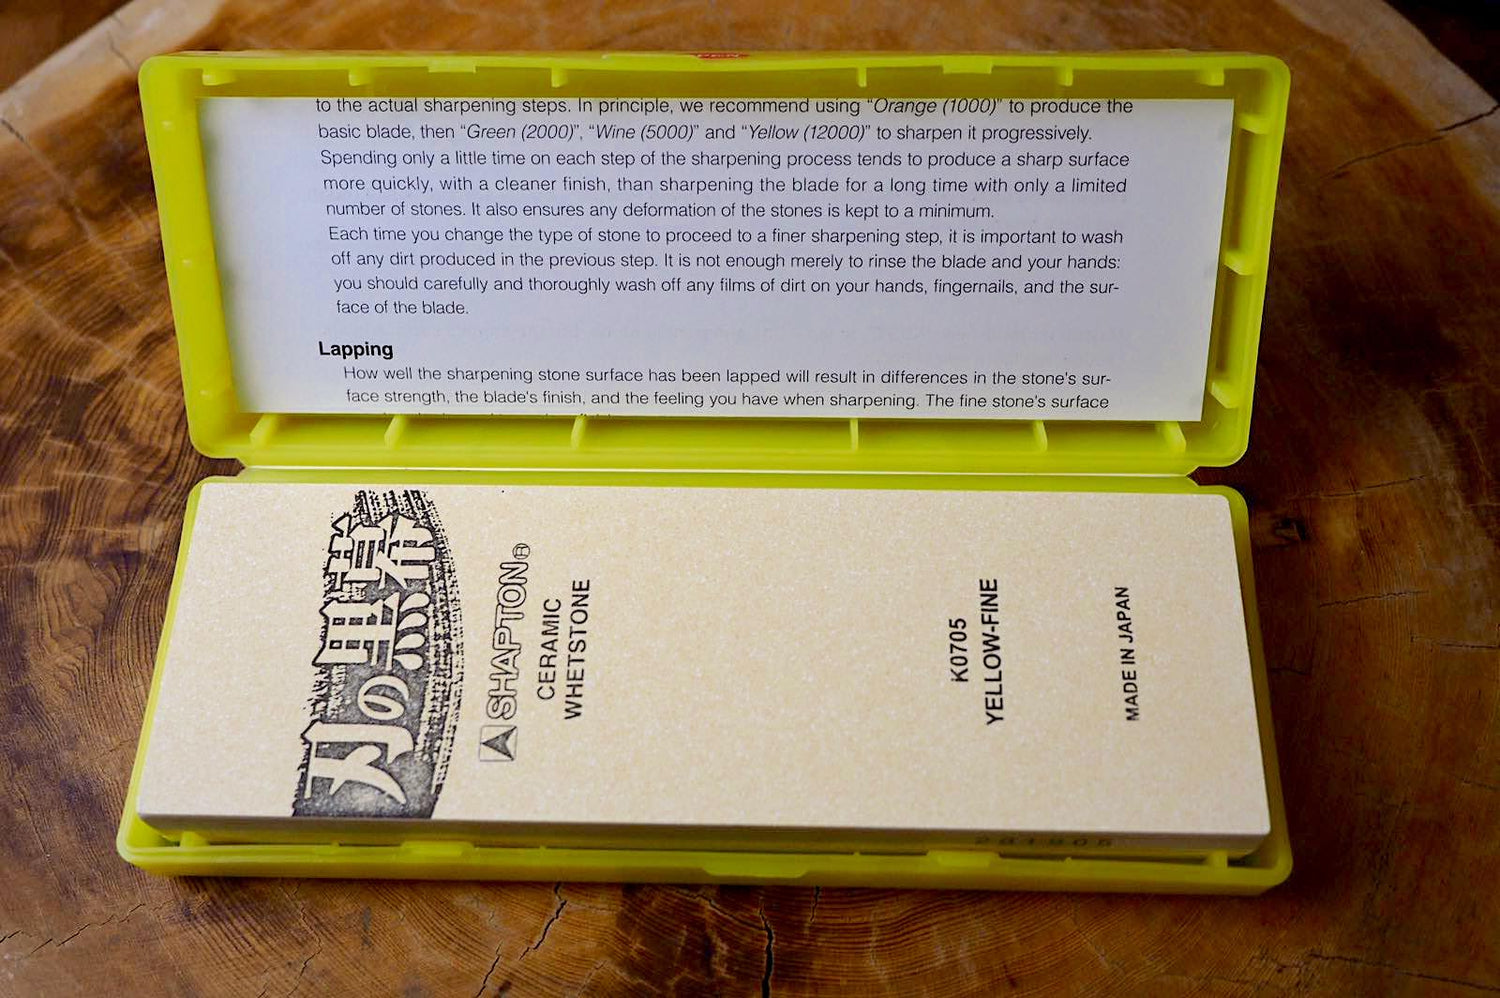 to the actual sharpening steps. In principle, we recommend using “Orange (1000)” to produce the
basic blade, then “Green (2000)”, “Wine (5000)” and “Yellow (12000)” to sharpen it progressively.
Spending only a little time on each step of the sharpening process tends to produce a sharp surface
more quickly, with a cleaner finish, than sharpening the blade for a long time with only a limited
number of stones. It also ensures any deformation of the stones is kept to a minimum.
Each time you change the type of stone to proceed to a finer sharpening step, it is important to wash
off any dirt produced in the previous step. It is not enough merely to rinse the blade and your hands:
you should carefully and thoroughly wash off any films of dirt on your hands, fingernails, and the sur-
face of the blade.
Lapping
How well the sharpening stone surface has been lapped will result in differences in the stone's sur-
face strength, the blade's finish, and the feeling you have when sharpening. The fine stone's surface
刃の黒幕
SHAPTON®
CERAMIC
WHETSTONE
K0705
YELLOW-FINE
MADE IN JAPAN